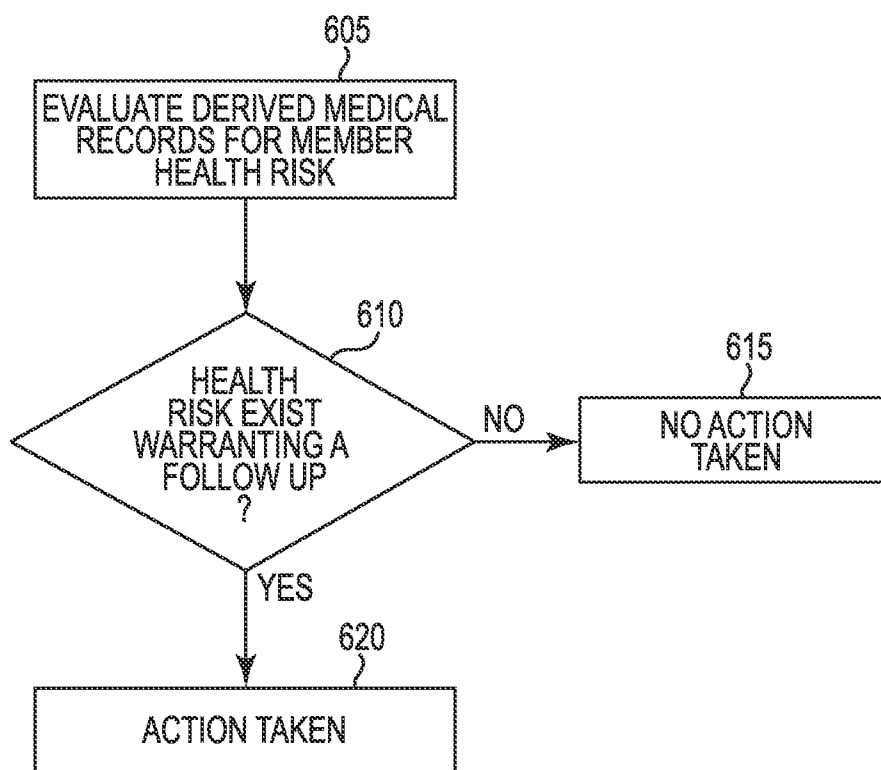 605
EVALUATE DERIVED MEDICAL
RECORDS FOR MEMBER
HEALTH RISK
610
HEALTH
RISK EXIST
WARRANTING A
FOLLOW UP
?
NO
615
NO ACTION
TAKEN
YES
620
ACTION TAKEN